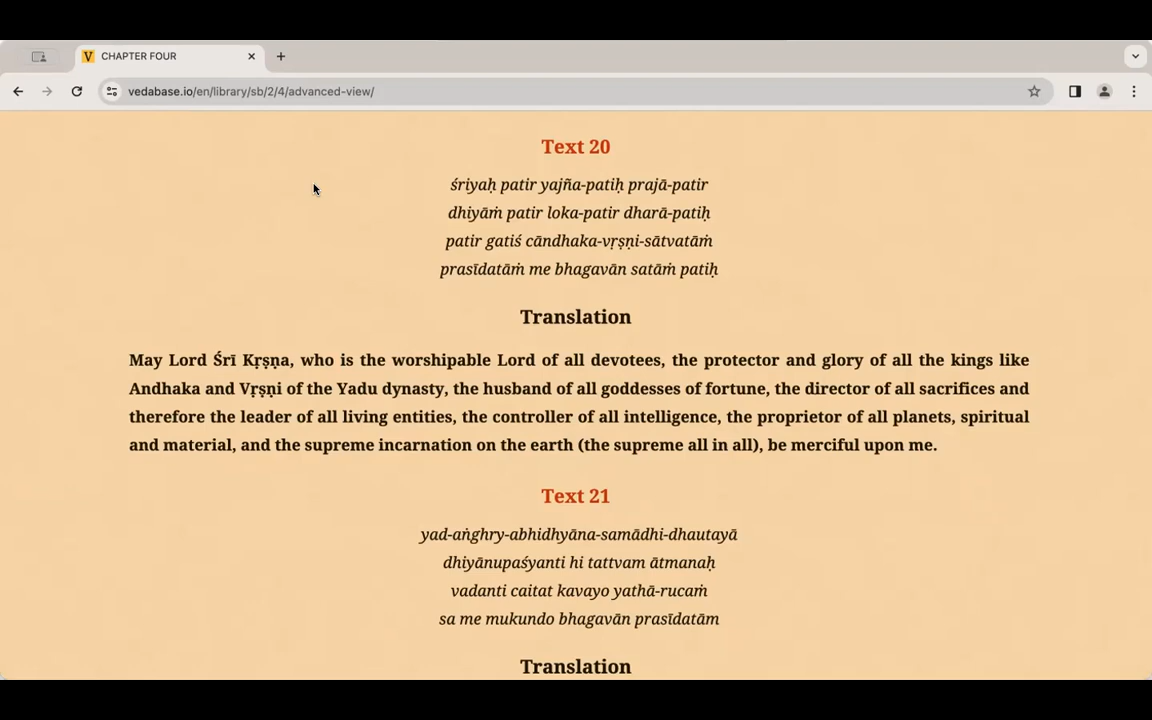 CHAPTER FOUR
vedabase.io/en/library/sb/2/4/advanced-view/
Text 20
śriyaḥ patir yajña-patiḥ prajā-patir
dhiyāṁ patir loka-patir dharā-patiḥ
patir gatiś cāndhaka-vṛṣṇi-sātvatāṁ
prasīdatāṁ me bhagavān satāṁ patiḥ
Translation
May Lord Śrī Kṛṣṇa, who is the worshipable Lord of all devotees, the protector and glory of all the kings like
Andhaka and Vṛṣṇi of the Yadu dynasty, the husband of all goddesses of fortune, the director of all sacrifices and
therefore the leader of all living entities, the controller of all intelligence, the proprietor of all planets, spiritual
and material, and the supreme incarnation on the earth (the supreme all in all), be merciful upon me.
Text 21
yad-aṅghry-abhidhyāna-samādhi-dhautayā
dhiyānupaśyanti hi tattvam ātmanaḥ
vadanti caitat kavayo yathā-rucaṁ
sa me mukundo bhagavān prasīdatām
Translation